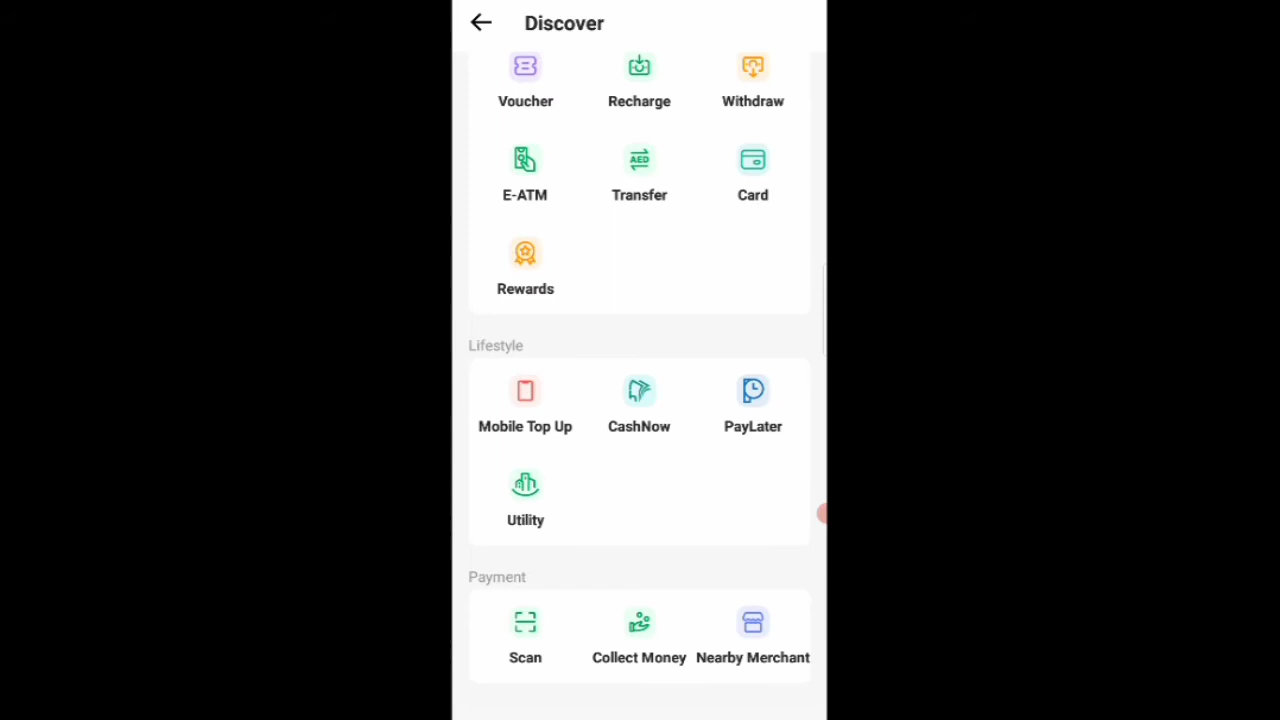 Discover
Voucher Recharge Withdraw
AED
E-ATM Transfer Card
Rewards
Lifestyle
Mobile Top Up CashNow PayLater
Utility
Payment
Scan Collect Money Nearby Merchant